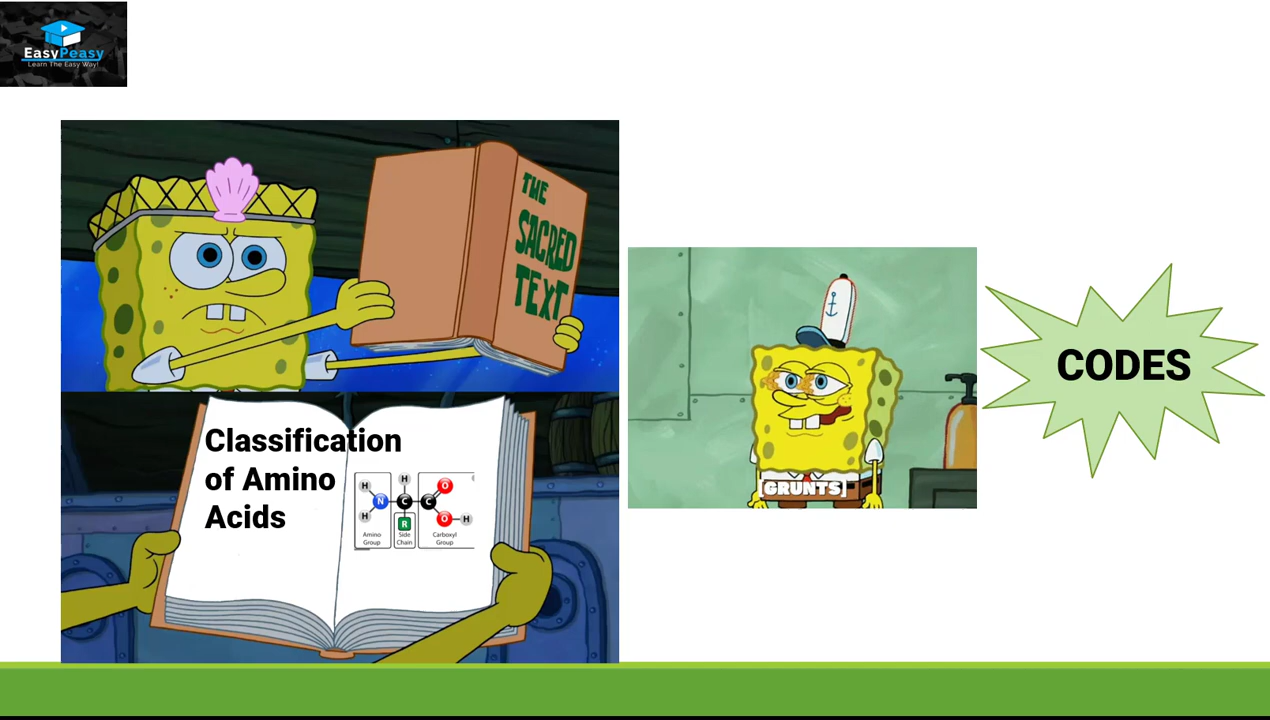 EasyPeasy
Learn The Easy Way!
THE
SACRED
TEXT
Classification
of Amino
Acids
H
H
O
N
C
C
H
R
O
H
Amino
Group
Side
Chain
Carboxyl
Group
[GRUNTS]
CODES